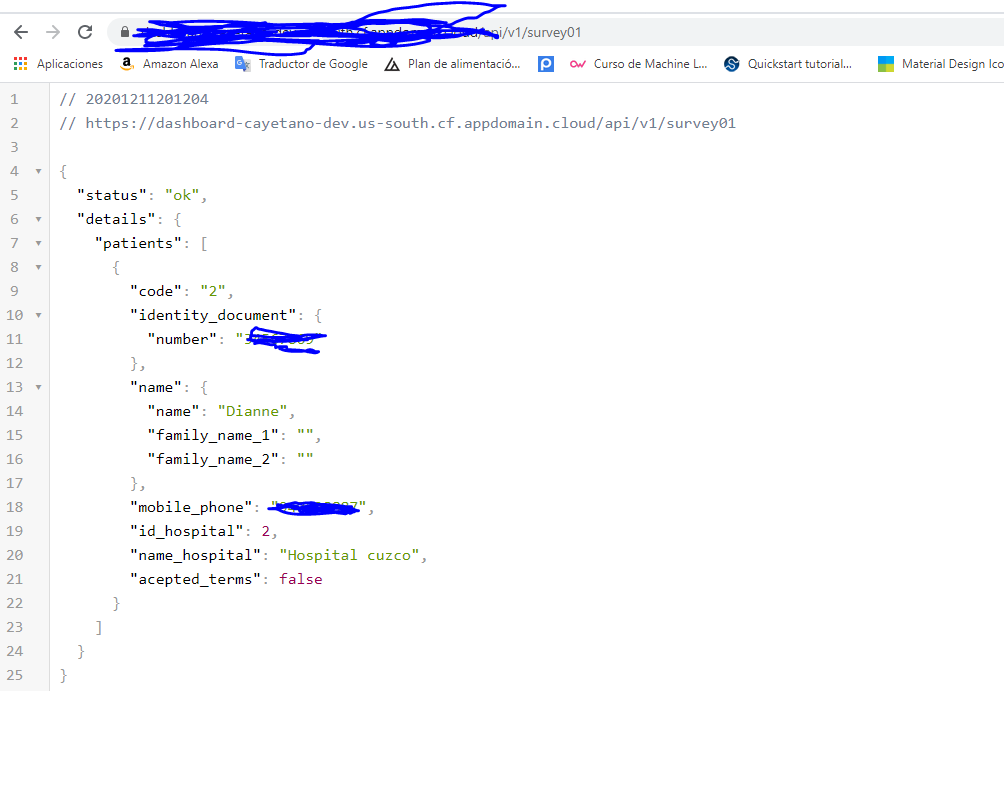 /api/v1/survey01
Aplicaciones Amazon Alexa Traductor de Google Plan de alimentació... Curso de Machine L... Quickstart tutorial... Material Design Ico
1 // 20201211201204
2 // https://dashboard-cayetano-dev.us-south.cf.appdomain.cloud/api/v1/survey01
3
4 {
5 "status": "ok",
6 "details": {
7 "patients": [
8 {
9 "code": "2",
10 "identity_document": {
11 "number": "
12 },
13 "name": {
14 "name": "Dianne",
15 "family_name_1": "",
16 "family_name_2": ""
17 },
18 "mobile_phone": " ",
19 "id_hospital": 2,
20 "name_hospital": "Hospital cuzco",
21 "acepted_terms": false
22 }
23 ]
24 }
25 }